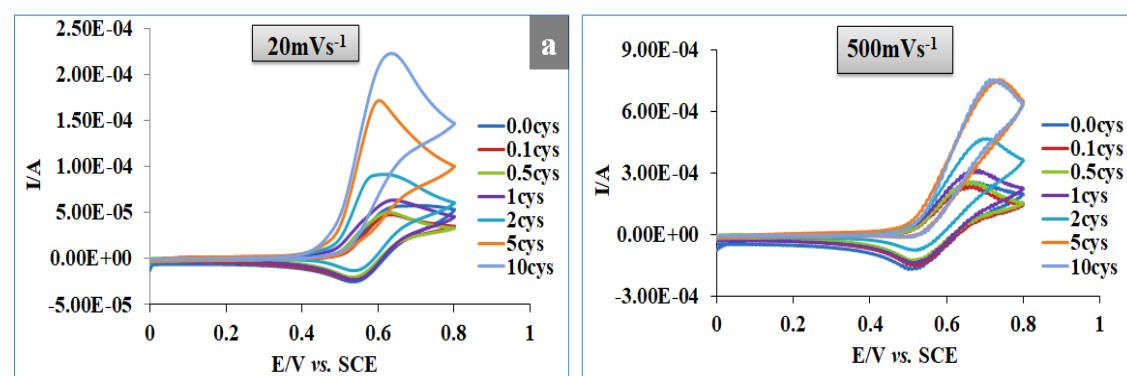 20mVs-1
a
2.50E-04
2.00E-04
1.50E-04
1.00E-04
5.00E-05
0.00E+00
-5.00E-05
I/A
0 0.2 0.4 0.6 0.8 1
E/V vs. SCE
0.0cys
0.1cys
0.5cys
1cys
2cys
5cys
10cys
500mVs-1
9.00E-04
6.00E-04
3.00E-04
0.00E+00
-3.00E-04
I/A
0 0.2 0.4 0.6 0.8 1
E/V vs. SCE
0.0cys
0.1cys
0.5cys
1cys
2cys
5cys
10cys